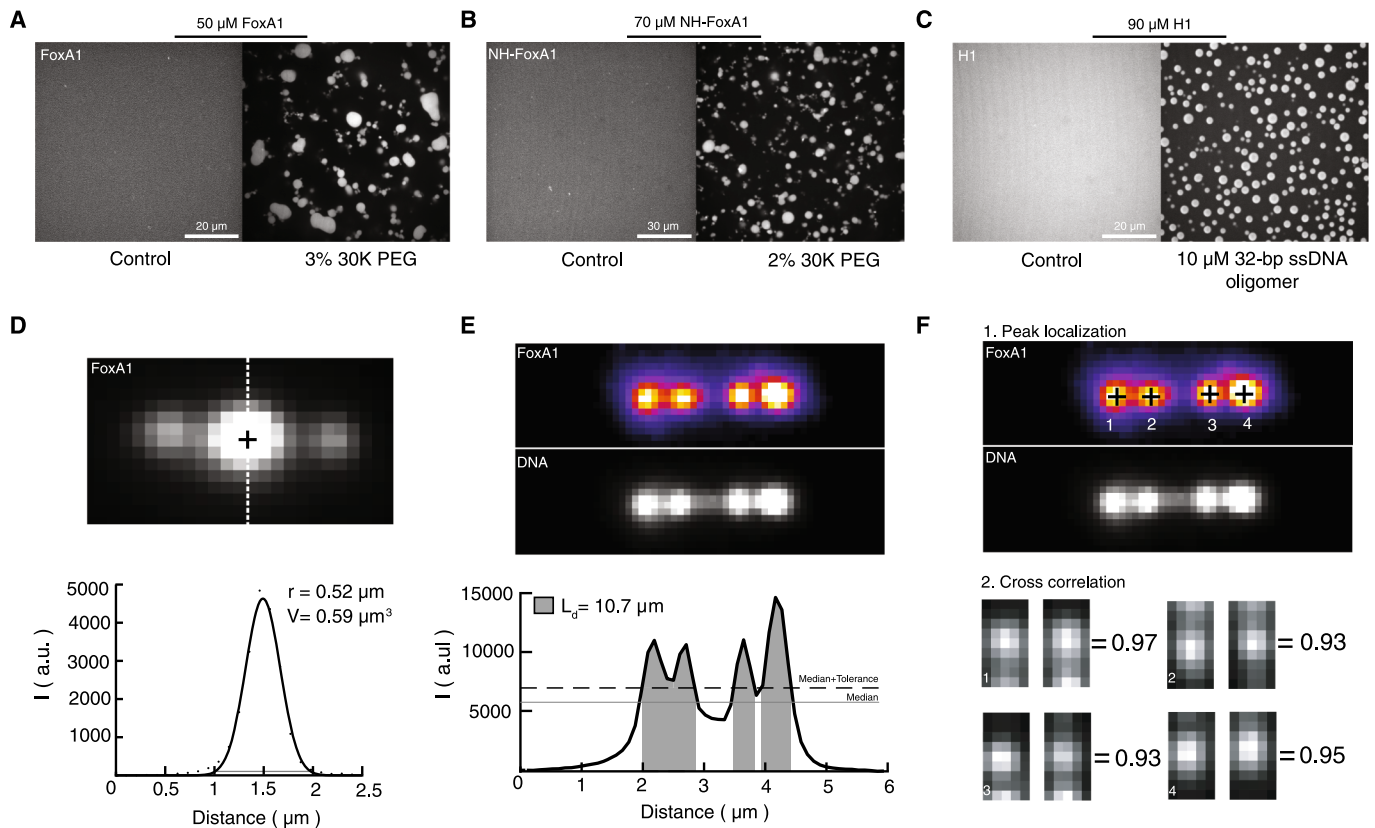 A
50 µM FoxA1
FoxA1
20 µm
Control
3% 30K PEG
B
70 µM NH-FoxA1
NH-FoxA1
30 µm
Control
2% 30K PEG
C
90 µM H1
H1
20 µm
Control
10 µM 32-bp ssDNA
oligomer
D
FoxA1
5000
4000
3000
2000
1000
I ( a.u. )
r = 0.52 µm
V= 0.59 µm³
0
0.5
1
1.5
2
2.5
Distance ( µm )
E
FoxA1
DNA
15000
10000
5000
I ( a.ul )
L_d= 10.7 µm
Median+Tolerance
Median
0
1
2
3
4
5
6
Distance ( µm )
F
1. Peak localization
FoxA1
1 2 3 4
DNA
2. Cross correlation
1
= 0.97
2
= 0.93
3
= 0.93
4
= 0.95